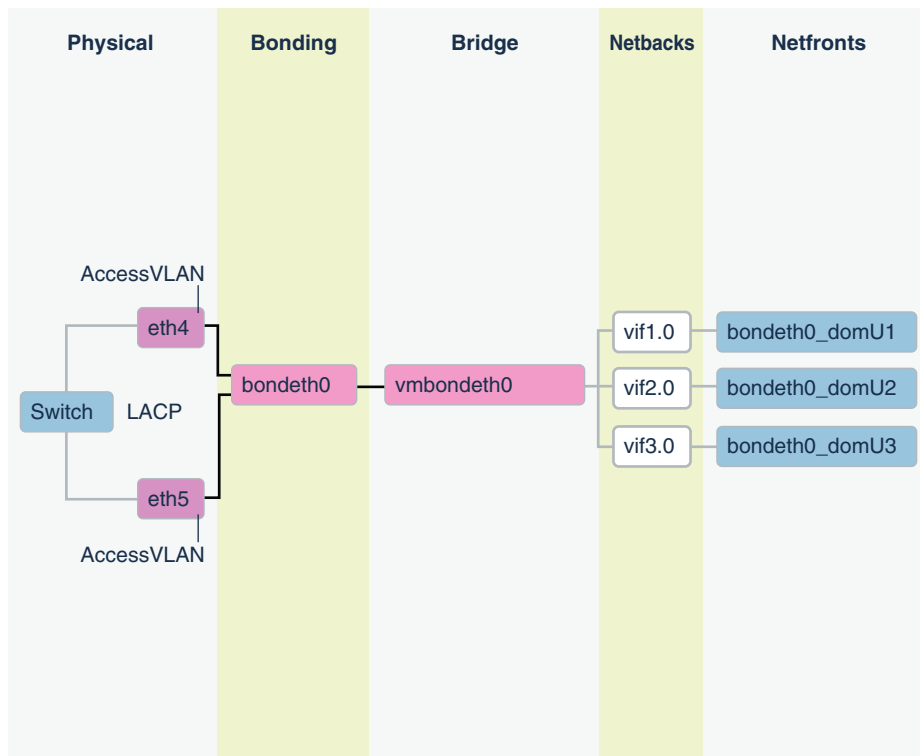 Physical
Bonding
Bridge
Netbacks
Netfronts
AccessVLAN
eth4
vif1.0
bondeth0_domU1
bondeth0
vmbondeth0
vif2.0
bondeth0_domU2
Switch
LACP
vif3.0
bondeth0_domU3
eth5
AccessVLAN